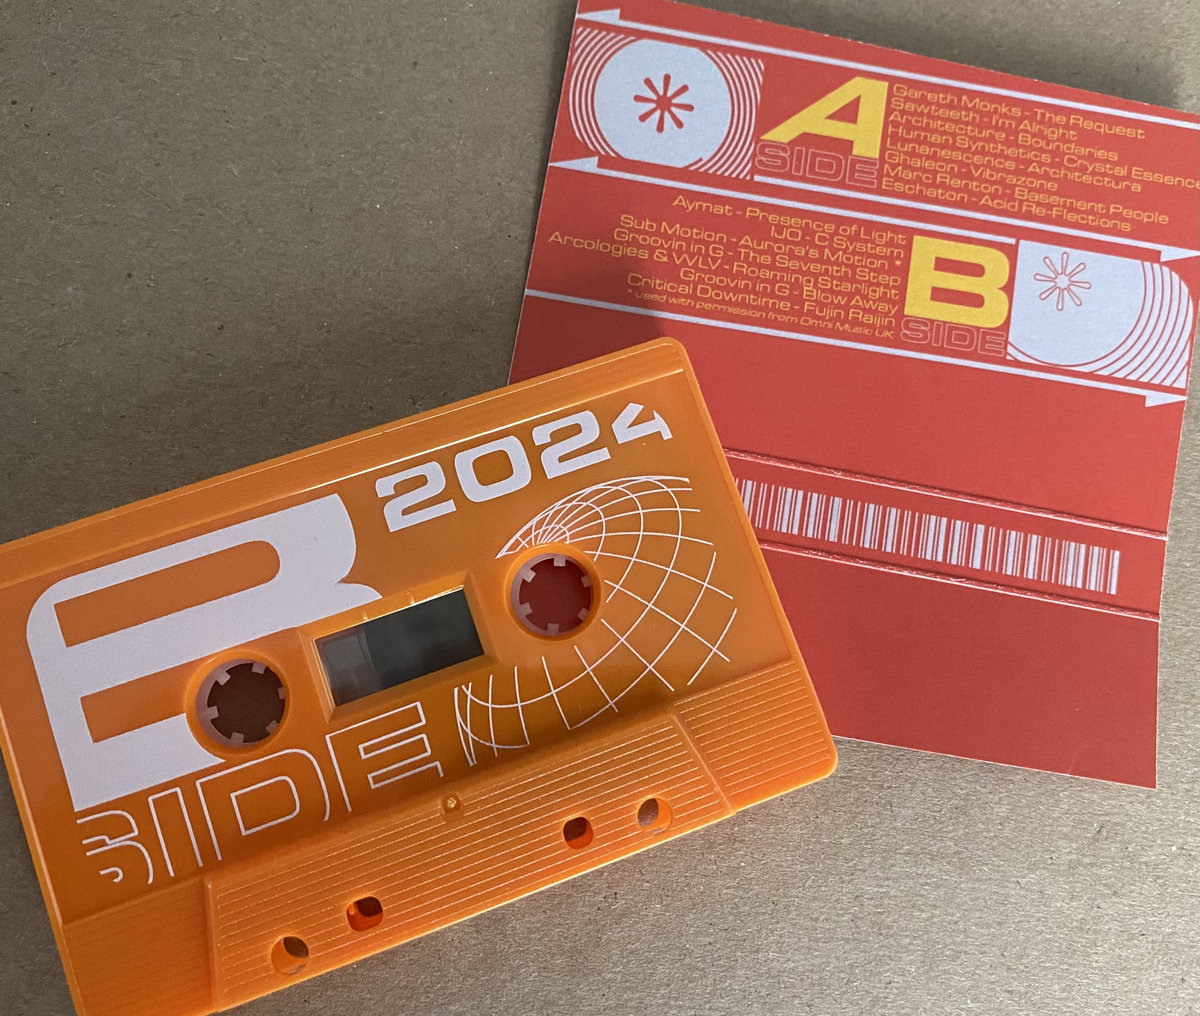 A
SIDE
Gareth Monks - The Request
Sawteeth - I'm Alright
Architecture - Boundaries
Human Synthetics - Crystal Essenc
Lunanescence - Architectura
Ghaleon - Vibrazone
Marc Renton - Basement People
Eschaton - Acid Re-Flections
Aymat - Presence of Light
IJO - C System
Sub Motion - Aurora's Motion *
Groovin in G - The Seventh Step
Arcologies & VVLV - Roaming Starlight
Groovin in G - Blow Away
Critical Downtime - Fujin Raijin
* used with permission from Omni Music UK
B
SIDE
2024
B
SIDE